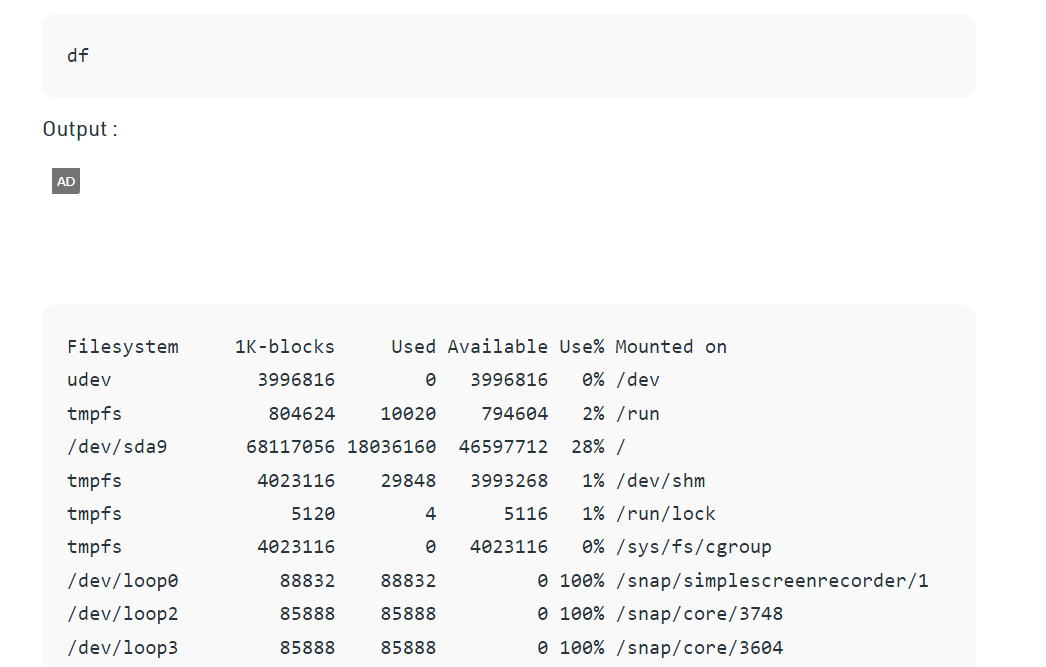 df
Output :
AD
Filesystem     1K-blocks     Used Available Use% Mounted on
udev             3996816        0   3996816   0% /dev
tmpfs             804624    10020    794604   2% /run
/dev/sda9       68117056 18036160  46597712  28% /
tmpfs            4023116    29848   3993268   1% /dev/shm
tmpfs               5120        4      5116   1% /run/lock
tmpfs            4023116        0   4023116   0% /sys/fs/cgroup
/dev/loop0         88832    88832         0 100% /snap/simplescreenrecorder/1
/dev/loop2         85888    85888         0 100% /snap/core/3748
/dev/loop3         85888    85888         0 100% /snap/core/3604